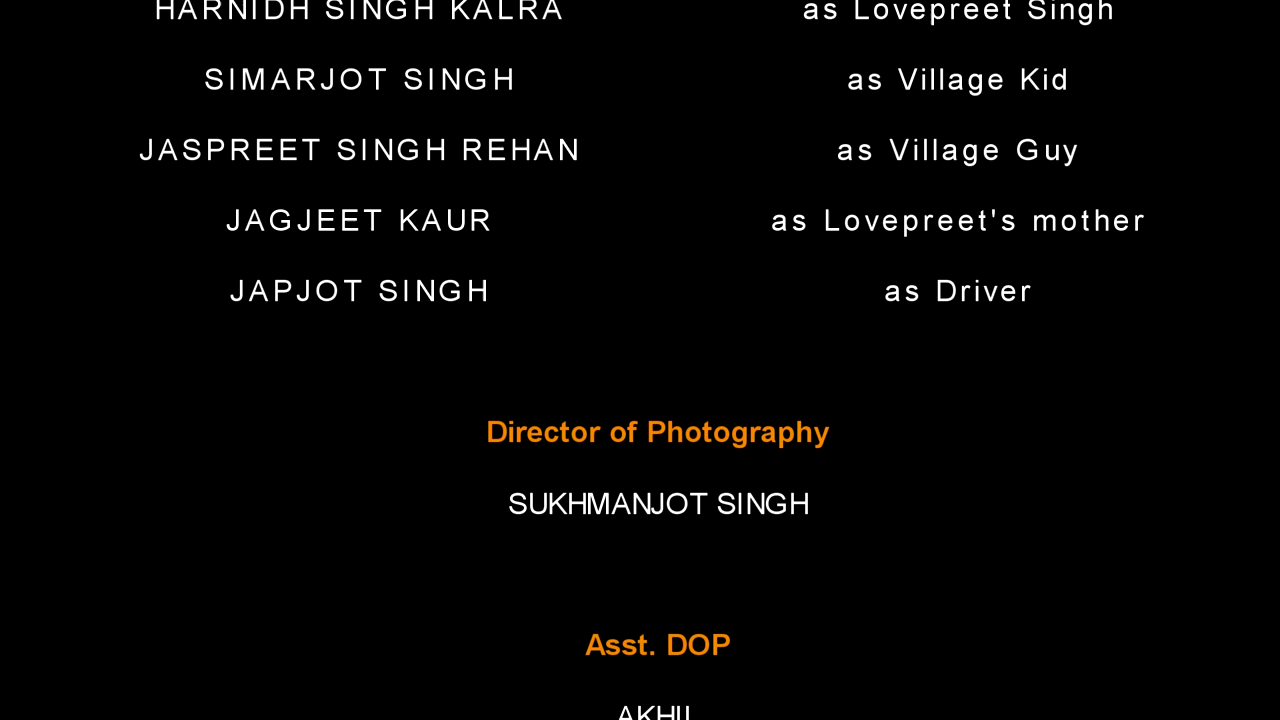 HARNIDH SINGH KALRA as Lovepreet Singh
SIMARJOT SINGH as Village Kid
JASPREET SINGH REHAN as Village Guy
JAGJEET KAUR as Lovepreet's mother
JAPJOT SINGH as Driver
Director of Photography
SUKHMANJOT SINGH
Asst. DOP